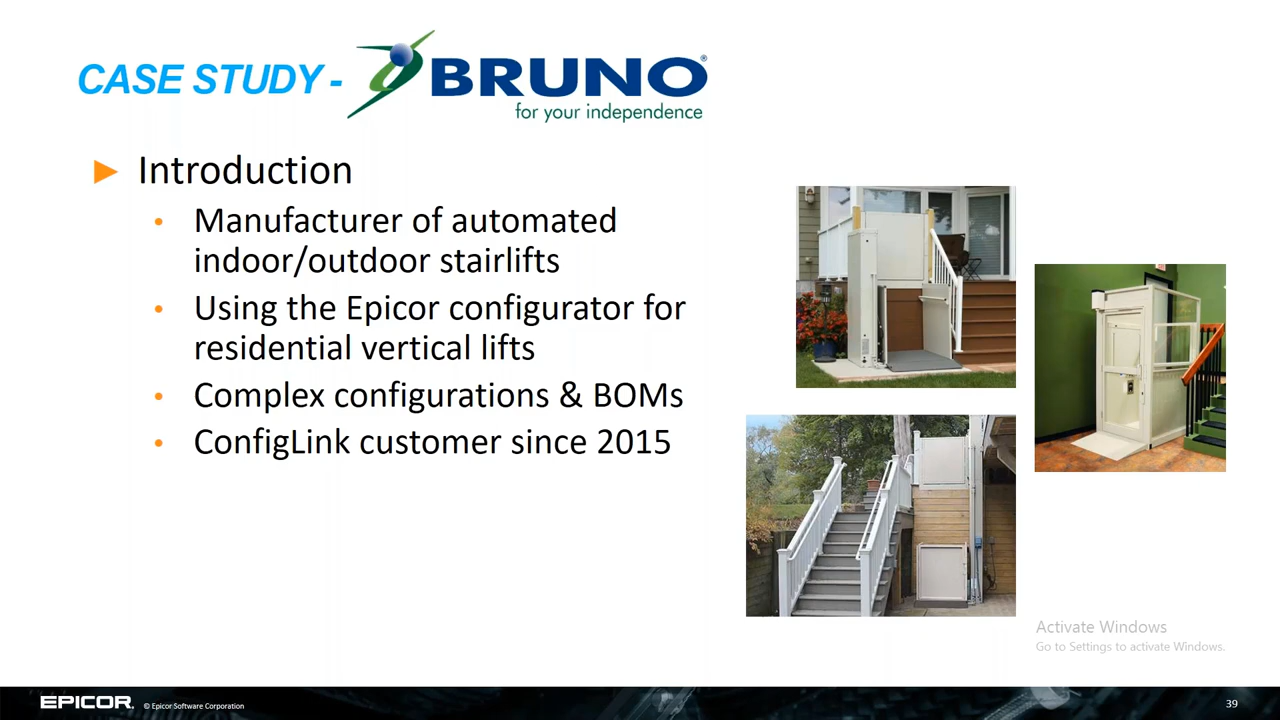 CASE STUDY - BRUNO®
for your independence
► Introduction
• Manufacturer of automated
indoor/outdoor stairlifts
• Using the Epicor configurator for
residential vertical lifts
• Complex configurations & BOMs
• ConfigLink customer since 2015
Activate Windows
Go to Settings to activate Windows.
EPICOR. © Epicor Software Corporation
39